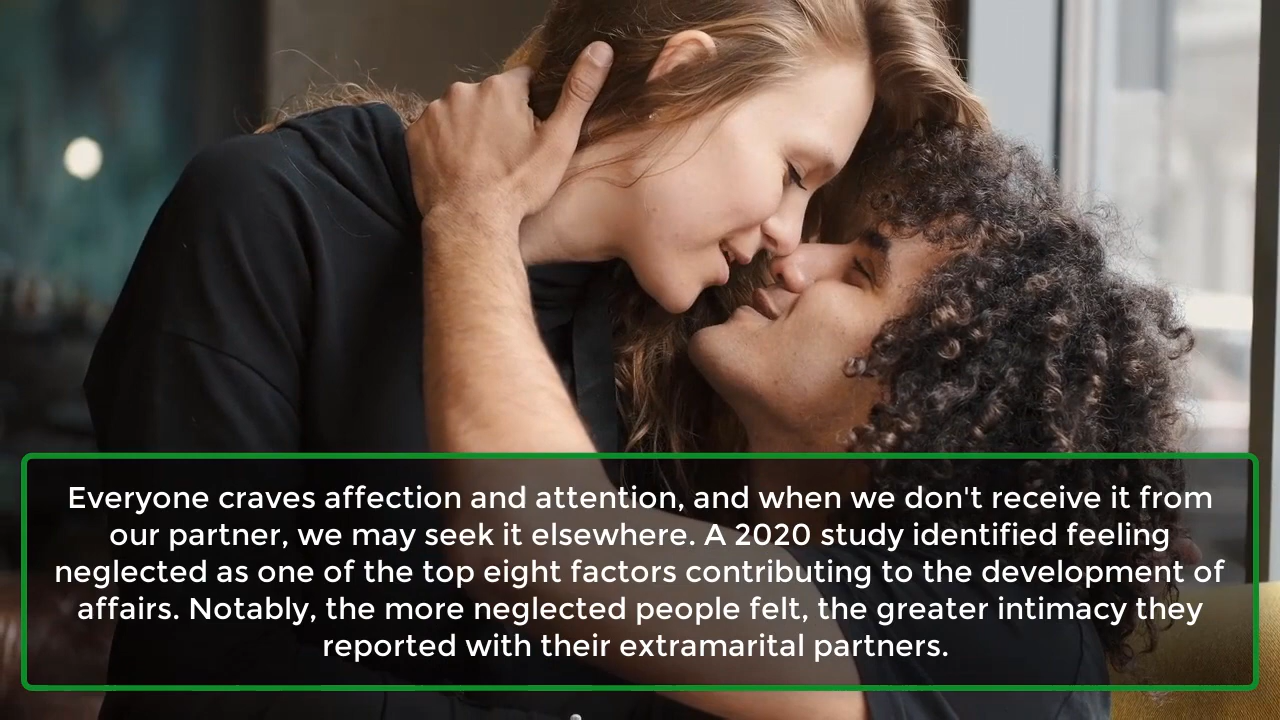 Everyone craves affection and attention, and when we don't receive it from
our partner, we may seek it elsewhere. A 2020 study identified feeling
neglected as one of the top eight factors contributing to the development of
affairs. Notably, the more neglected people felt, the greater intimacy they
reported with their extramarital partners.